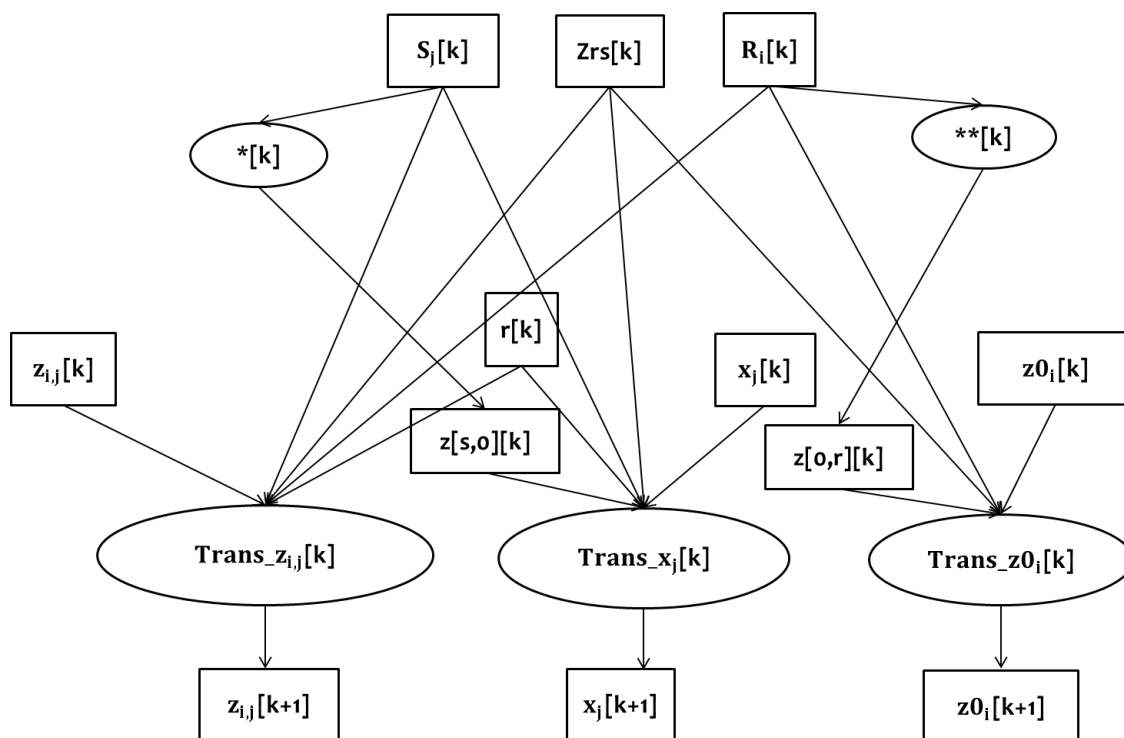 Sⱼ[k]
Zrs[k]
Rᵢ[k]
*[k]
**[k]
r[k]
zᵢ,ⱼ[k]
xⱼ[k]
z0ᵢ[k]
z[s,0][k]
z[0,r][k]
Trans_zᵢ,ⱼ[k]
Trans_xⱼ[k]
Trans_z0ᵢ[k]
zᵢ,ⱼ[k+1]
xⱼ[k+1]
z0ᵢ[k+1]